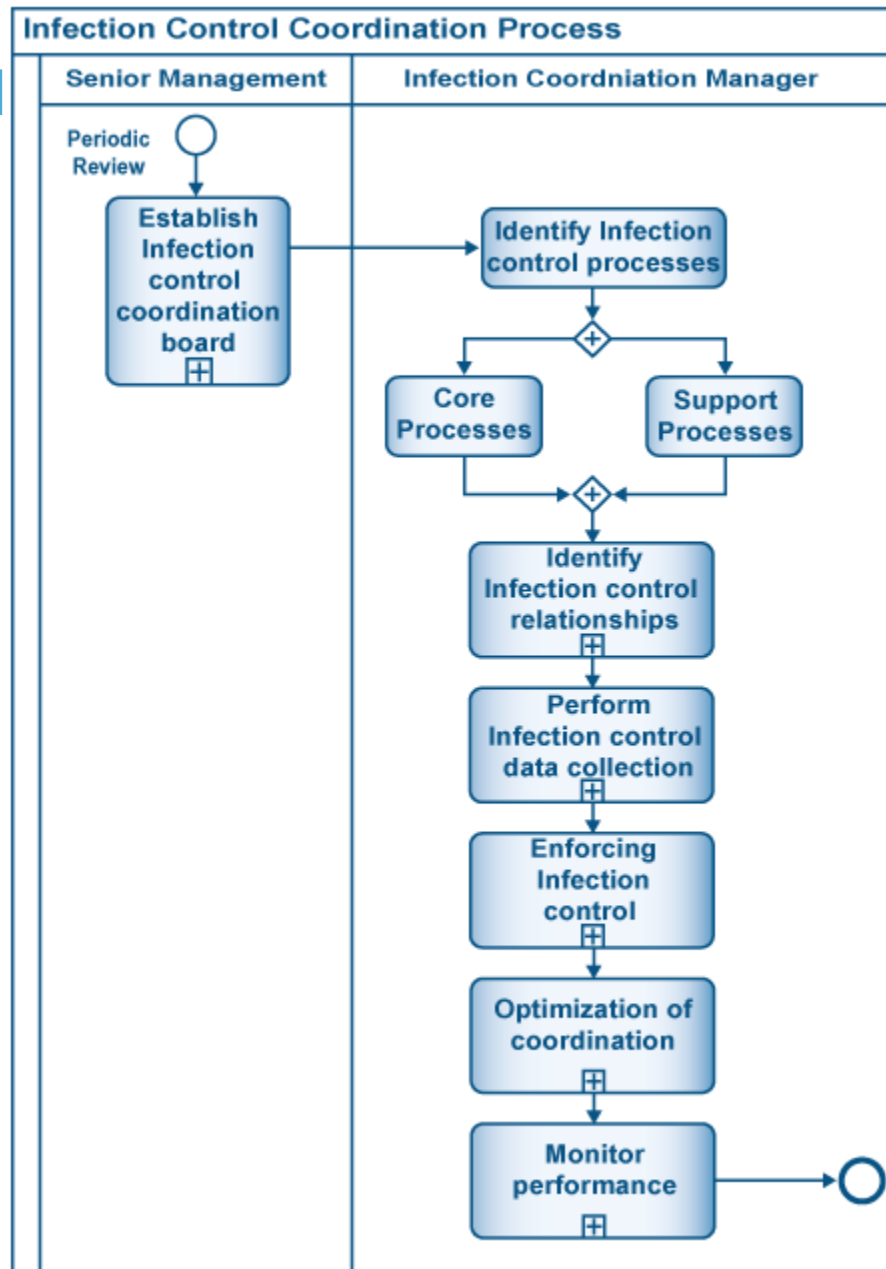 Infection Control Coordination Process
Senior Management
Infection Coordniation Manager
Periodic
Review
Establish
Infection
control
coordination
board
Identify Infection
control processes
Core
Processes
Support
Processes
Identify
Infection control
relationships
Perform
Infection control
data collection
Enforcing
Infection
control
Optimization of
coordination
Monitor
performance